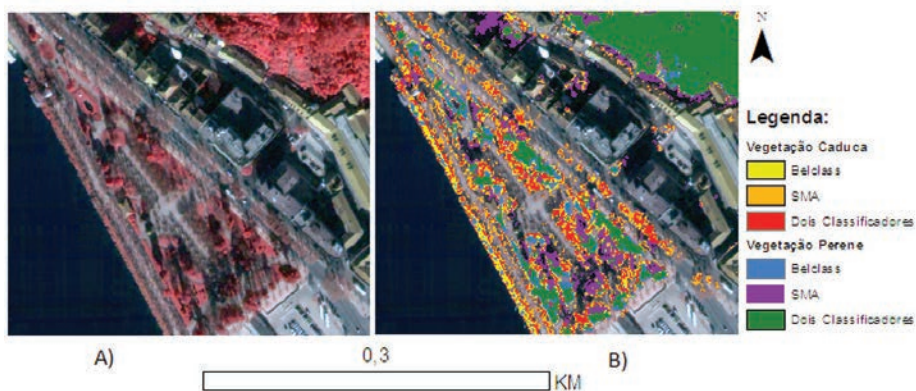 N
Legenda:
Vegetação Caduca
Belclass
SMA
Dois Classificadores
Vegetação Perene
Belclass
SMA
Dois Classificadores
A)
0,3
B)
KM